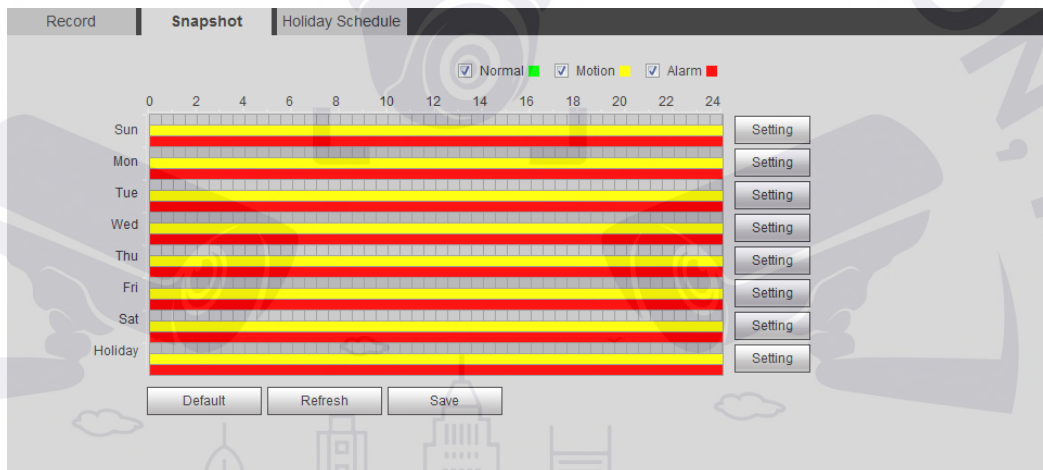 Record Snapshot Holiday Schedule
Normal Motion Alarm
0 2 4 6 8 10 12 14 16 18 20 22 24
Sun Setting
Mon Setting
Tue Setting
Wed Setting
Thu Setting
Fri Setting
Sat Setting
Holiday Setting
Default Refresh Save